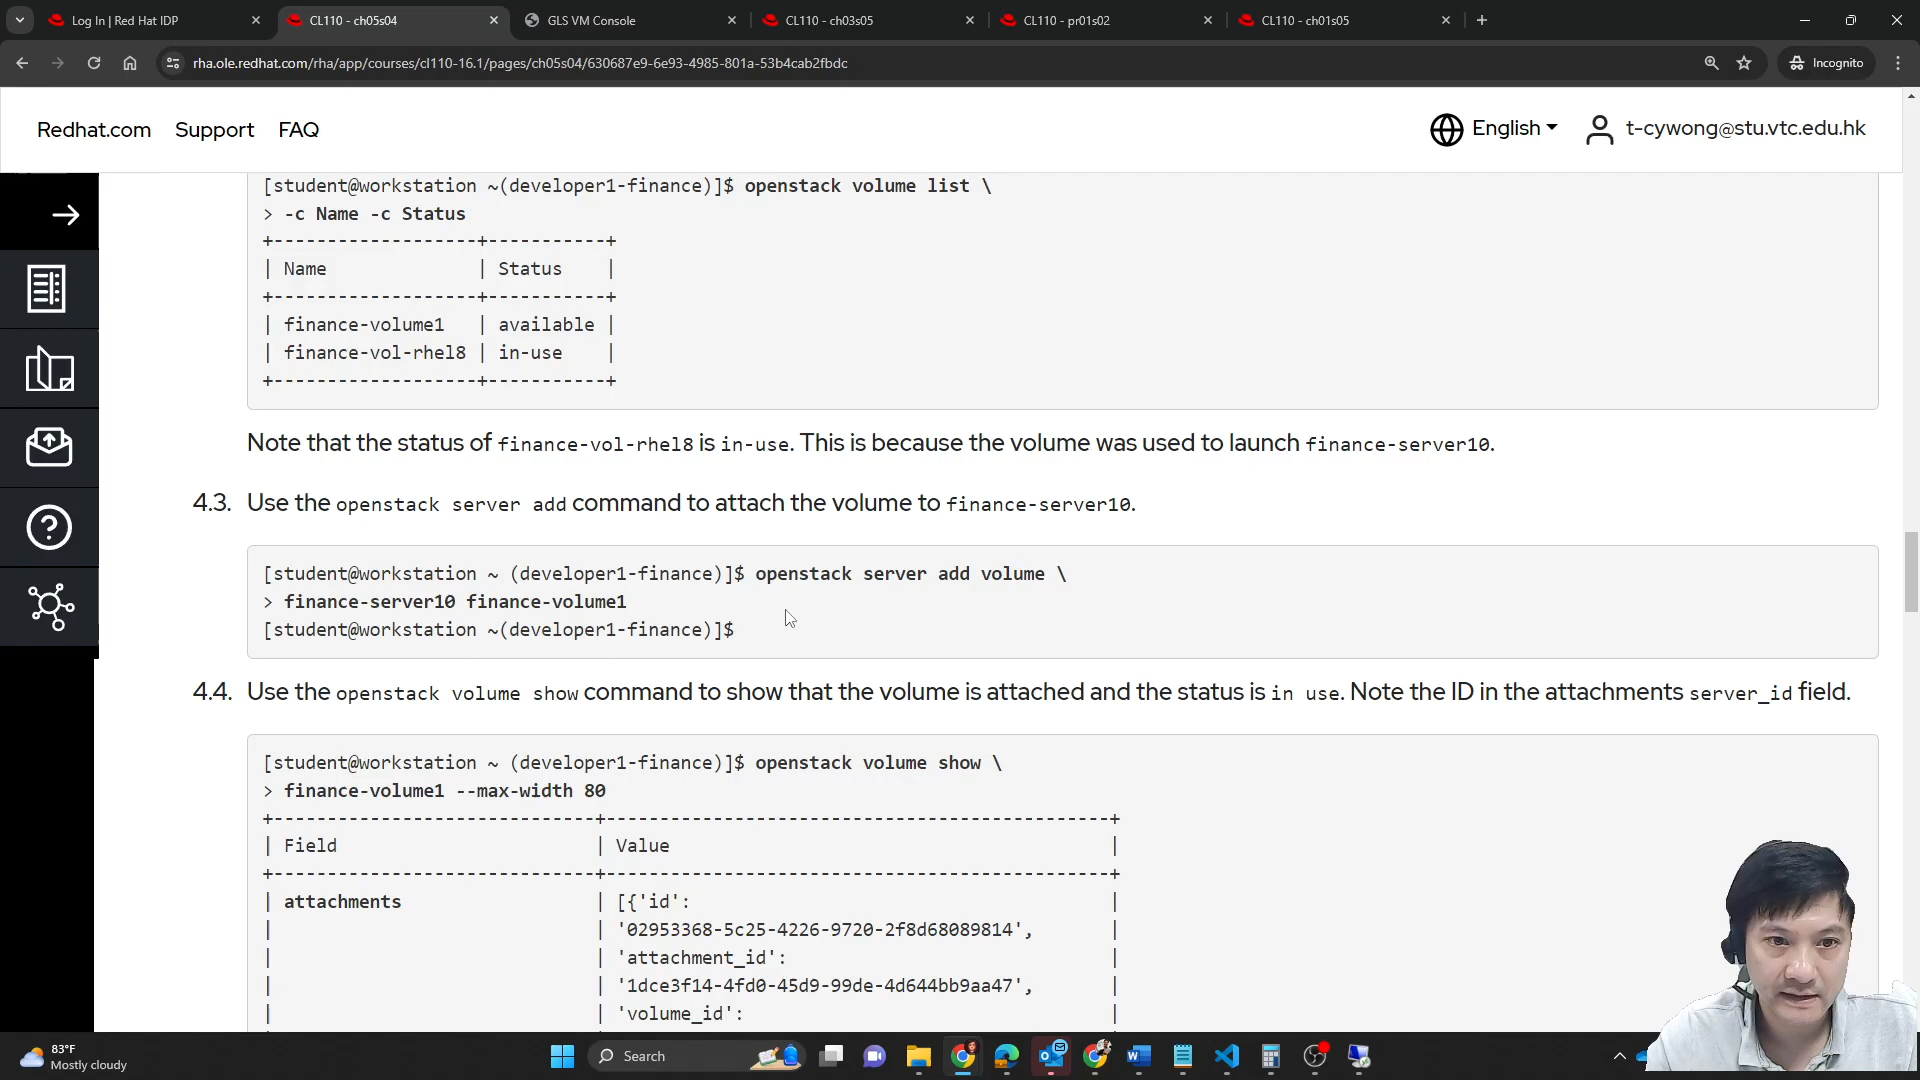 Log In | Red Hat IDP
CL110 - ch05s04
GLS VM Console
CL110 - ch03s05
CL110 - pr01s02
CL110 - ch01s05
rha.ole.redhat.com/rha/app/courses/cl110-16.1/pages/ch05s04/630687e9-6e93-4985-801a-53b4cab2fbdc
Incognito
Redhat.com Support FAQ
English
t-cywong@stu.vtc.edu.hk
[student@workstation ~(developer1-finance)]$ openstack volume list \
> -c Name -c Status
+-------------------+-----------+
| Name | Status |
+-------------------+-----------+
| finance-volume1 | available |
| finance-vol-rhel8 | in-use |
+-------------------+-----------+
Note that the status of finance-vol-rhel8 is in-use. This is because the volume was used to launch finance-server10.
4.3. Use the openstack server add command to attach the volume to finance-server10.
[student@workstation ~ (developer1-finance)]$ openstack server add volume \
> finance-server10 finance-volume1
[student@workstation ~(developer1-finance)]$
4.4. Use the openstack volume show command to show that the volume is attached and the status is in use. Note the ID in the attachments server_id field.
[student@workstation ~ (developer1-finance)]$ openstack volume show \
> finance-volume1 --max-width 80
+------------------------------+------------------------------------------------+
| Field | Value |
+------------------------------+------------------------------------------------+
| attachments | [{'id': |
| | '02953368-5c25-4226-9720-2f8d68089814', |
| | 'attachment_id': |
| | '1dce3f14-4fd0-45d9-99de-4d644bb9aa47', |
| | 'volume_id': |
83°F
Mostly cloudy
Search